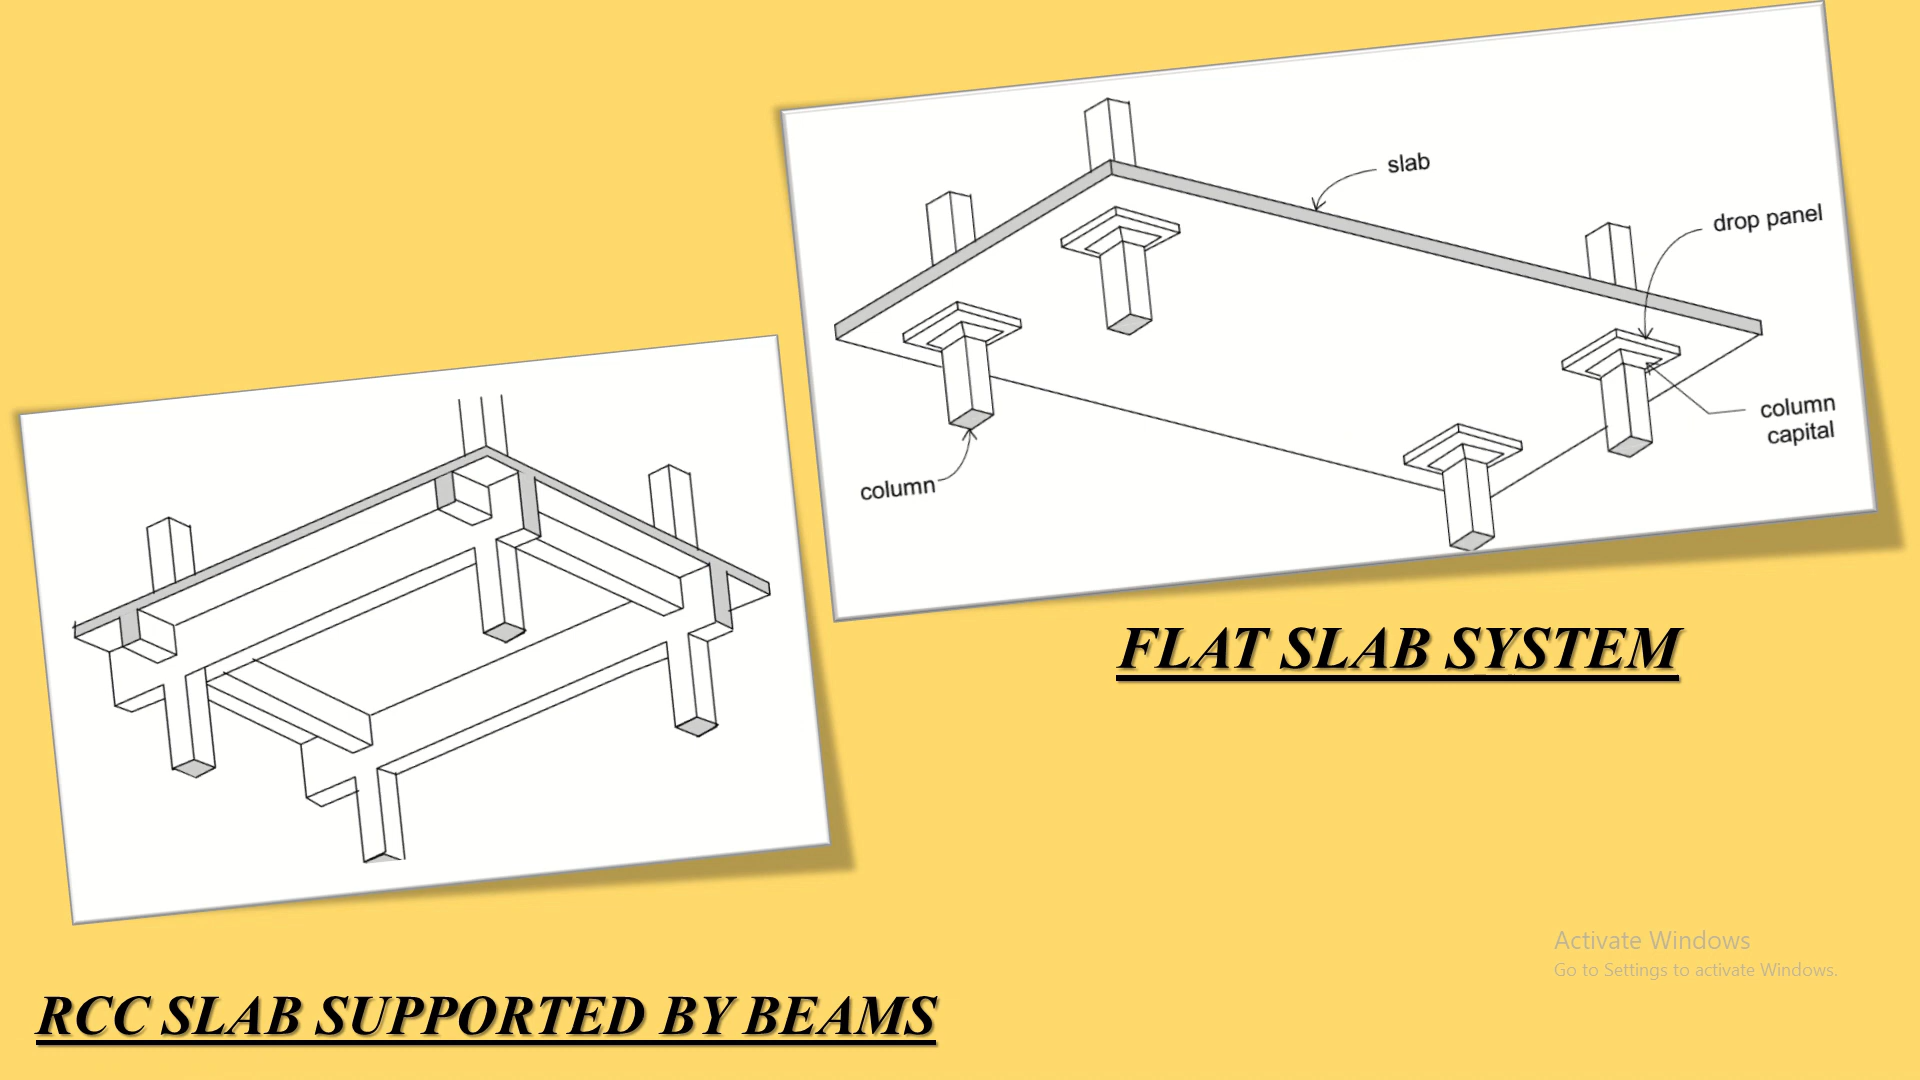 slab
drop panel
column
capital
column
FLAT SLAB SYSTEM
RCC SLAB SUPPORTED BY BEAMS
Activate Windows
Go to Settings to activate Windows.